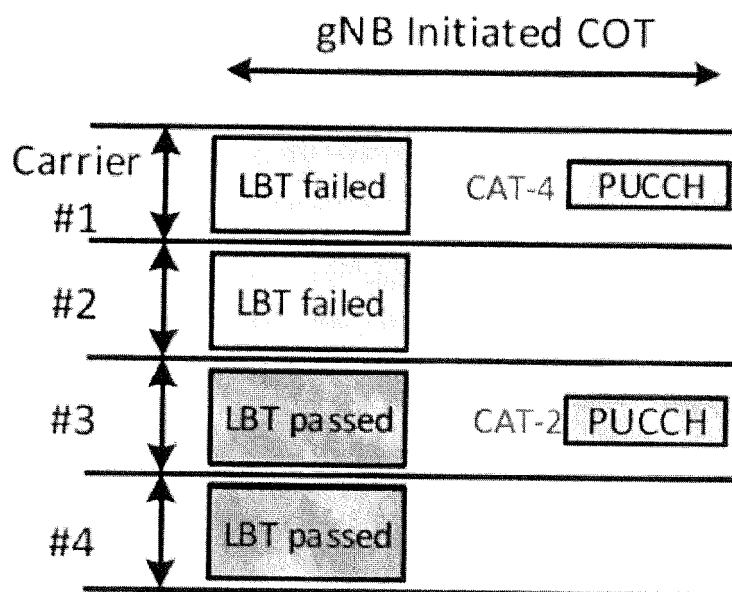 gNB Initiated COT
Carrier
#1
LBT failed
CAT-4
PUCCH
#2
LBT failed
#3
LBT passed
CAT-2
PUCCH
#4
LBT passed